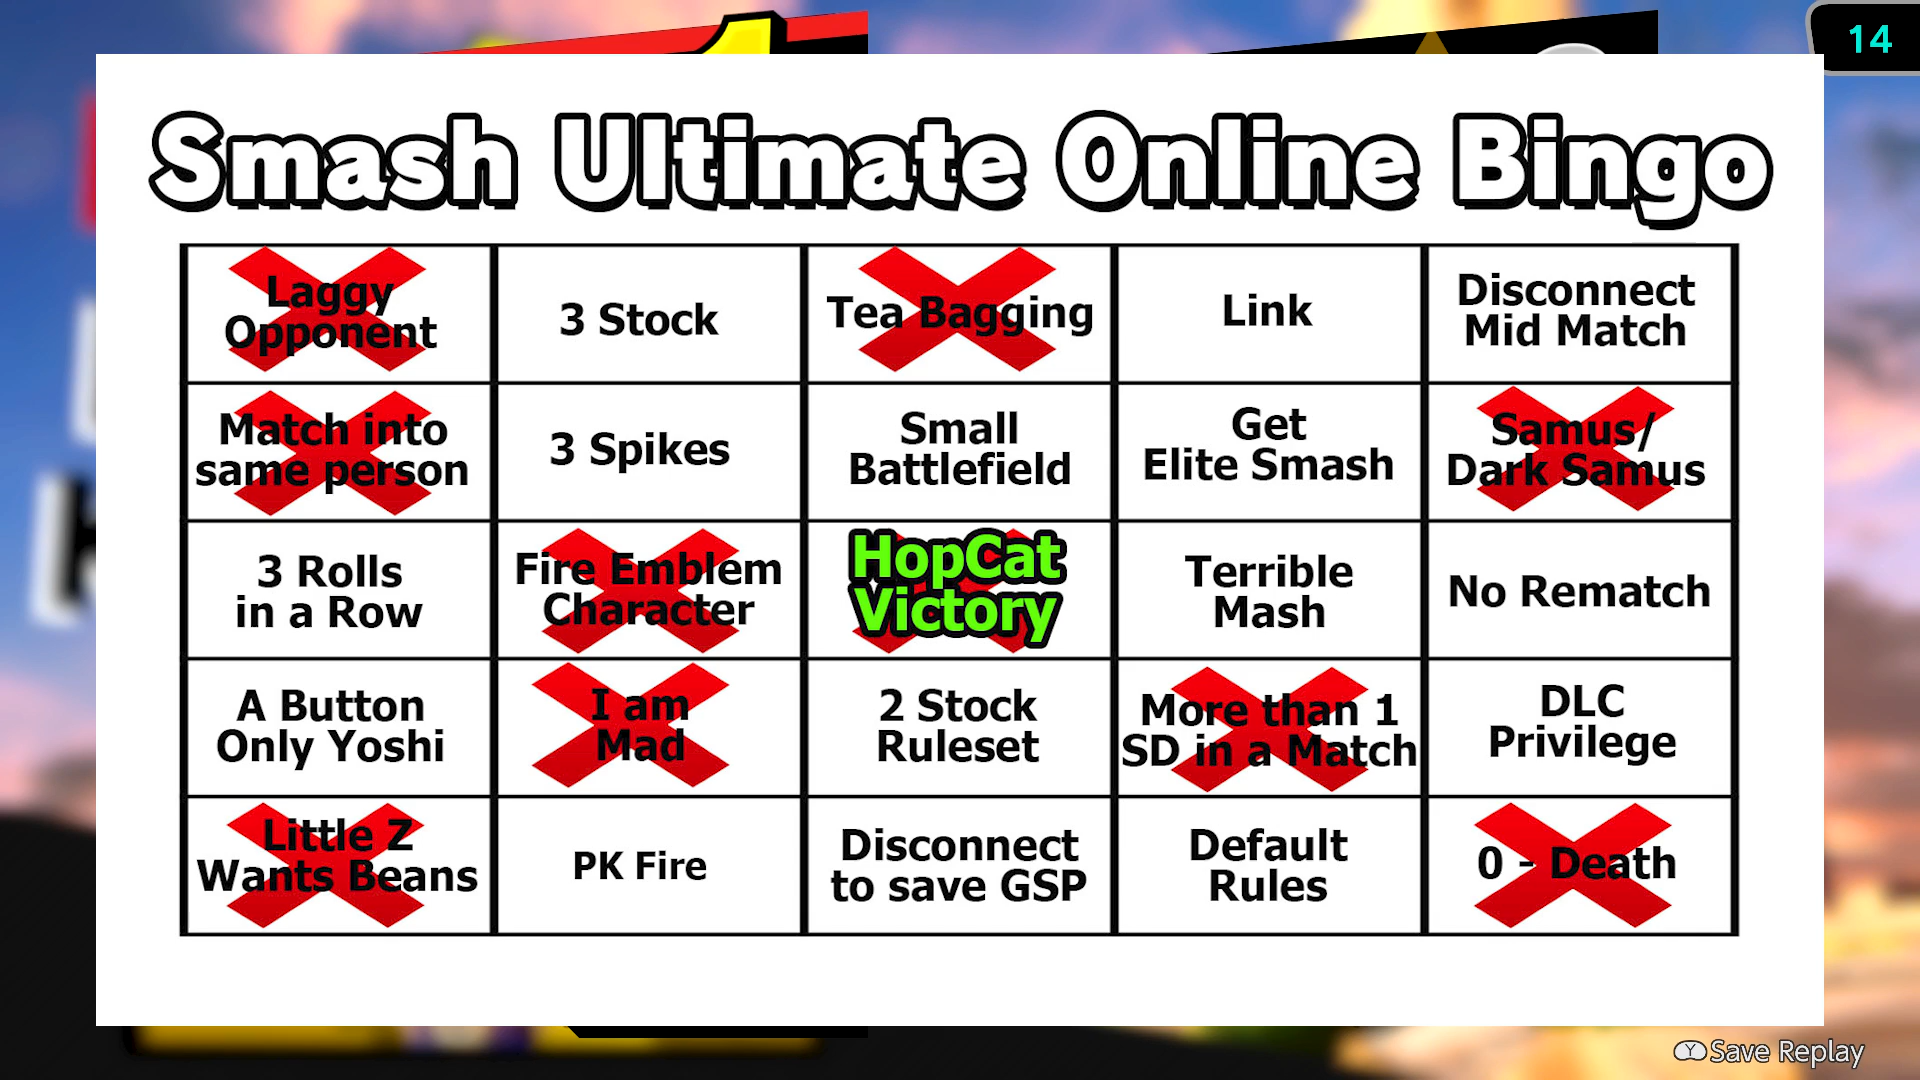 14
Smash Ultimate Online Bingo
Laggy
Opponent
3 Stock
Tea Bagging
Link
Disconnect
Mid Match
Match into
same person
3 Spikes
Small
Battlefield
Get
Elite Smash
Samus/
Dark Samus
3 Rolls
in a Row
Fire Emblem
Character
HopCat
Victory
Terrible
Mash
No Rematch
A Button
Only Yoshi
I am
Mad
2 Stock
Ruleset
More than 1
SD in a Match
DLC
Privilege
Little Z
Wants Beans
PK Fire
Disconnect
to save GSP
Default
Rules
0 - Death
Y Save Replay